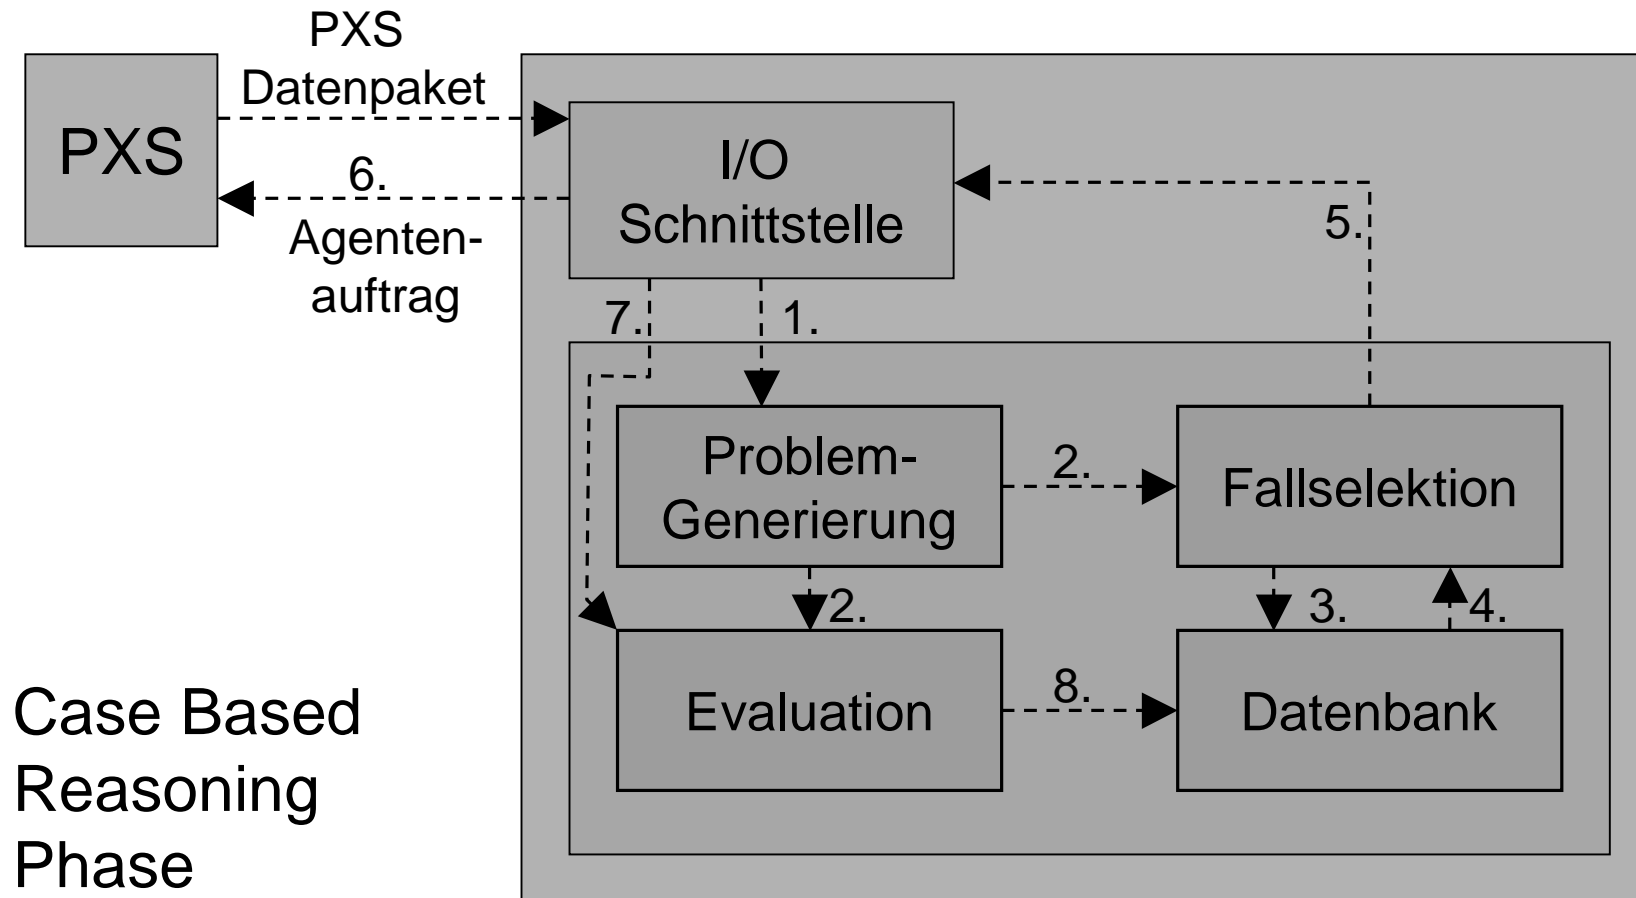 PXS
Datenpaket
PXS
6.
Agenten-
auftrag
I/O
Schnittstelle
5.
7.
1.
Problem-
Generierung
2.
Fallselektion
2.
3.
4.
Evaluation
8.
Datenbank
Case Based
Reasoning
Phase